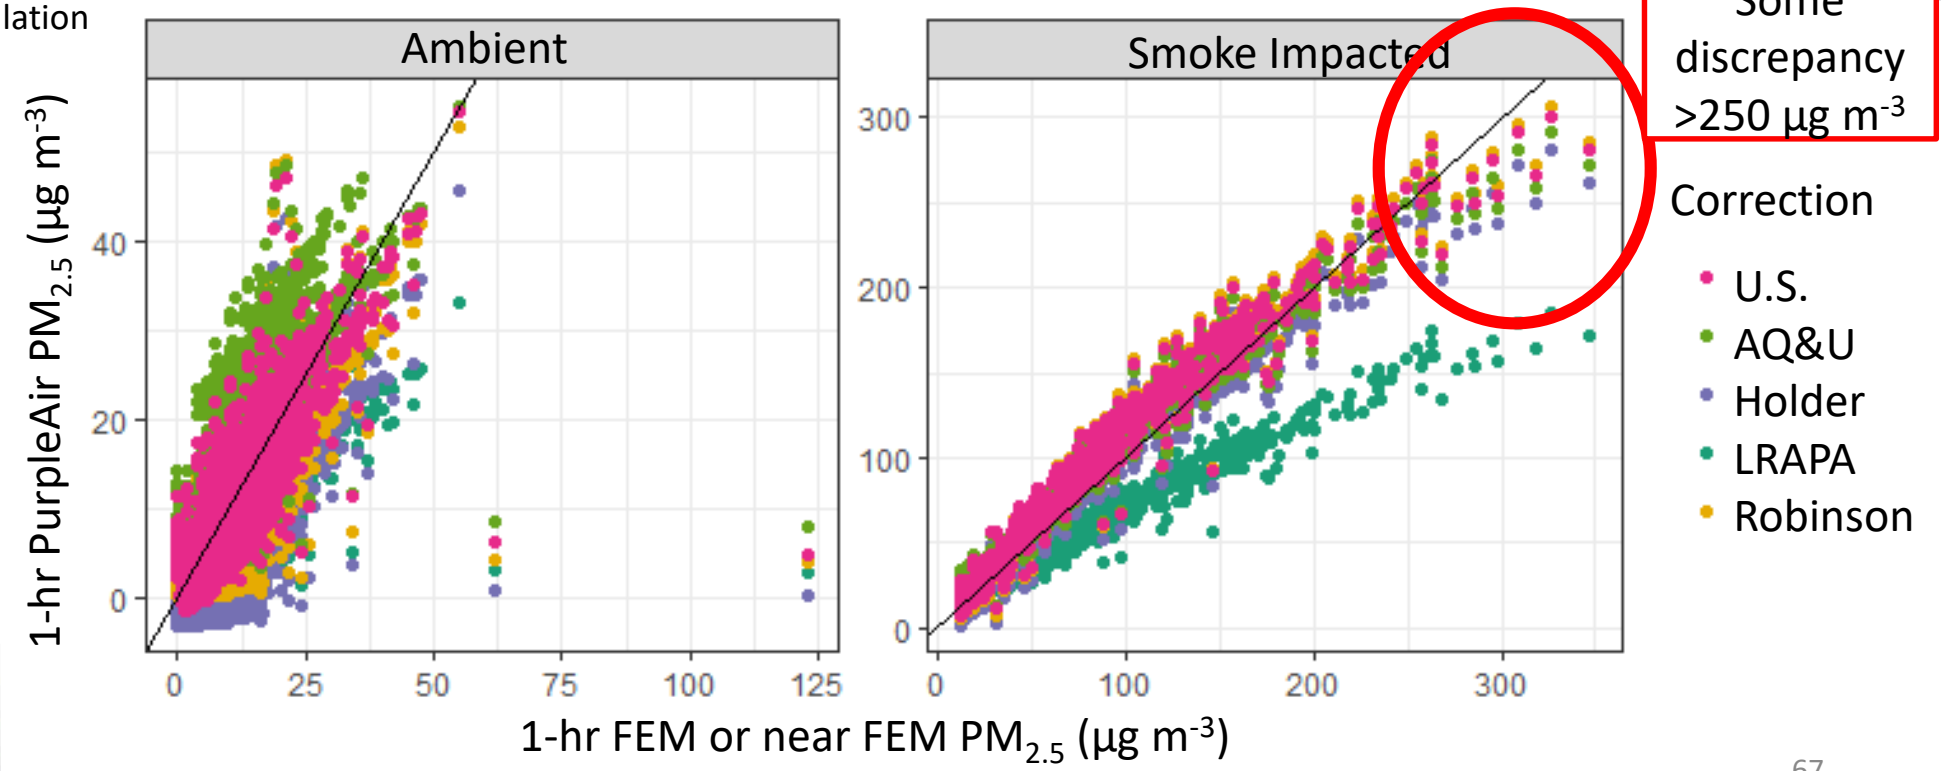 lation
Ambient
Smoke Impacted
Some
discrepancy
>250 µg m-3
1-hr PurpleAir PM2.5 (µg m-3)
40
20
0
0 25 50 75 100 125
300
200
100
0
0 100 200 300
1-hr FEM or near FEM PM2.5 (µg m-3)
Correction
U.S.
AQ&U
Holder
LRAPA
Robinson
67